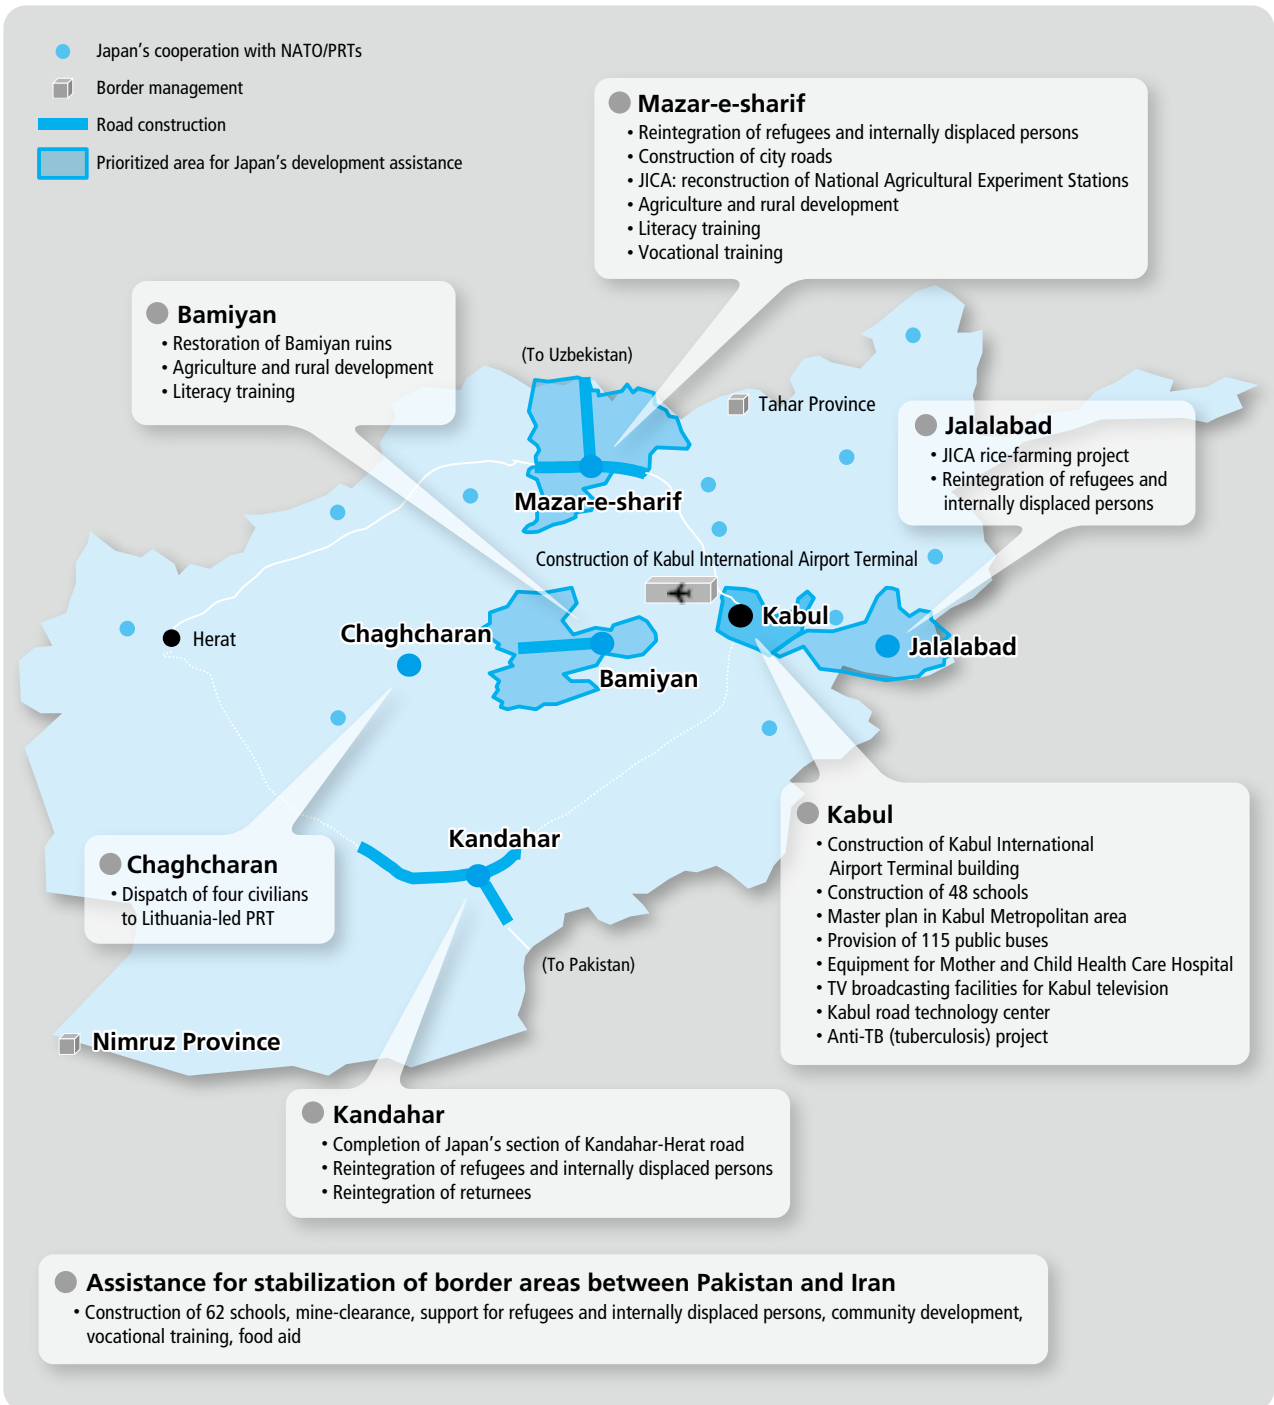 Japan's cooperation with NATO/PRTs
Border management
Road construction
Prioritized area for Japan's development assistance
Mazar-e-sharif
• Reintegration of refugees and internally displaced persons
• Construction of city roads
• JICA: reconstruction of National Agricultural Experiment Stations
• Agriculture and rural development
• Literacy training
• Vocational training
Bamiyan
• Restoration of Bamiyan ruins
• Agriculture and rural development
• Literacy training
(To Uzbekistan)
Tahar Province
Jalalabad
• JICA rice-farming project
• Reintegration of refugees and
internally displaced persons
Mazar-e-sharif
Construction of Kabul International Airport Terminal
Kabul
Herat
Chaghcharan
Jalalabad
Bamiyan
Kabul
• Construction of Kabul International
Airport Terminal building
• Construction of 48 schools
• Master plan in Kabul Metropolitan area
• Provision of 115 public buses
• Equipment for Mother and Child Health Care Hospital
• TV broadcasting facilities for Kabul television
• Kabul road technology center
• Anti-TB (tuberculosis) project
Kandahar
Chaghcharan
• Dispatch of four civilians
to Lithuania-led PRT
(To Pakistan)
Nimruz Province
Kandahar
• Completion of Japan's section of Kandahar-Herat road
• Reintegration of refugees and internally displaced persons
• Reintegration of returnees
Assistance for stabilization of border areas between Pakistan and Iran
• Construction of 62 schools, mine-clearance, support for refugees and internally displaced persons, community development,
vocational training, food aid